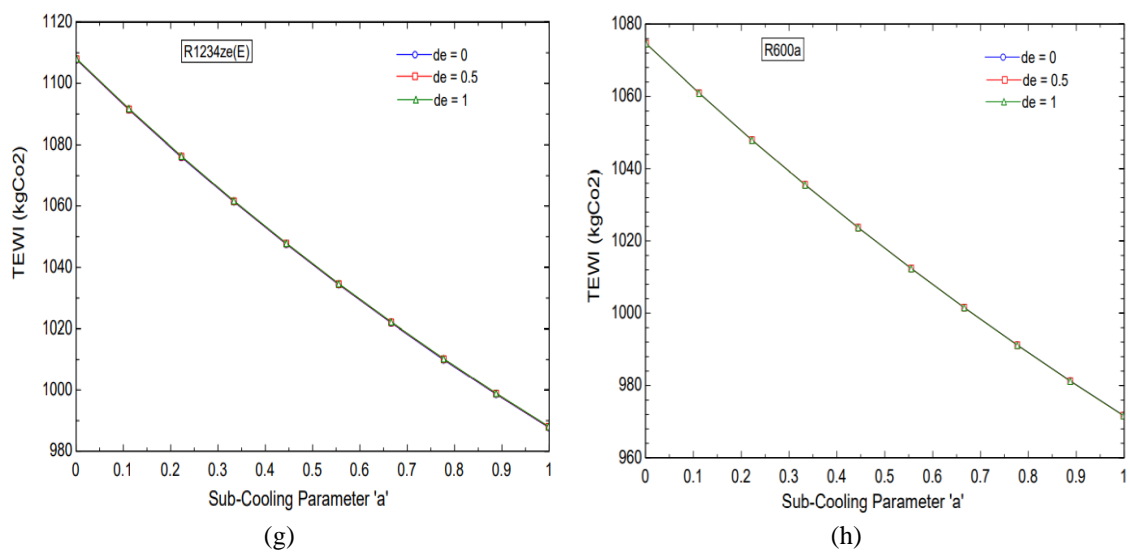 1120
1100
1080
1060
1040
1020
1000
980
0 0.1 0.2 0.3 0.4 0.5 0.6 0.7 0.8 0.9 1
TEWI (kgCo2)
Sub-Cooling Parameter 'a'
R1234ze(E)
de = 0
de = 0.5
de = 1
(g)
1080
1060
1040
1020
1000
980
960
0 0.1 0.2 0.3 0.4 0.5 0.6 0.7 0.8 0.9 1
TEWI (kgCo2)
Sub-Cooling Parameter 'a'
R600a
de = 0
de = 0.5
de = 1
(h)